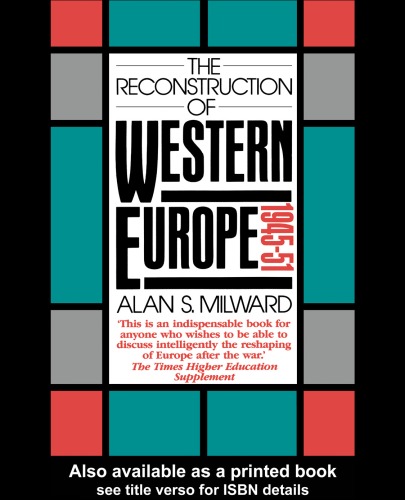 THE
RECONSTRUCTION
OF
WESTERN
EUROPE
1945-51
ALAN S. MILWARD
'This is an indispensable book for
anyone who wishes to be able to
discuss intelligently the reshaping
of Europe after the war.'
The Times Higher Education
Supplement
Also available as a printed book
see title verso for ISBN details